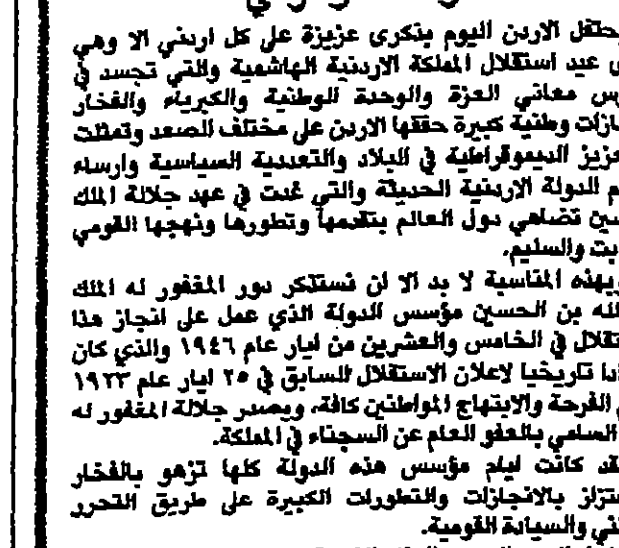 يحتفل الاردن اليوم بذكرى عزيزة على كل اردني الا وهي
عيد استقلال المملكة الاردنية الهاشمية والتي تجسد في
معاني العزة والوحدة الوطنية والكبرياء والفخار
وطنية كبيرة حققها الاردن على مختلف الصعد وتمثلت
الديموقراطية في البلاد والتعددية السياسية وارساء
الدولة الاردنية الحديثة والتي غدت في عهد جلالة الملك
تضاهي دول العالم بتقدمها وتطورها ونهجها القومي
والسليم.
وبهذه المناسبة لا بد الا ان نستذكر دور المغفور له الملك
بن الحسين مؤسس الدولة الذي عمل على انجاز هذا
في الخامس والعشرين من ايار عام ١٩٤٦ والذي كان
تاريخيا لاعلان الاستقلال السابق في ٢٥ ايار عام ١٩٢٣
الفرحة والابتهاج المواطنين كافة، ويصدر جلالة المغفور له
السامي بالعفو العام عن السجناء في المملكة.
كانت ايام مؤسس هذه الدولة كلها تزهو بالفخار
بالانجازات والتطورات الكبيرة على طريق التحرر
والسيادة القومية.